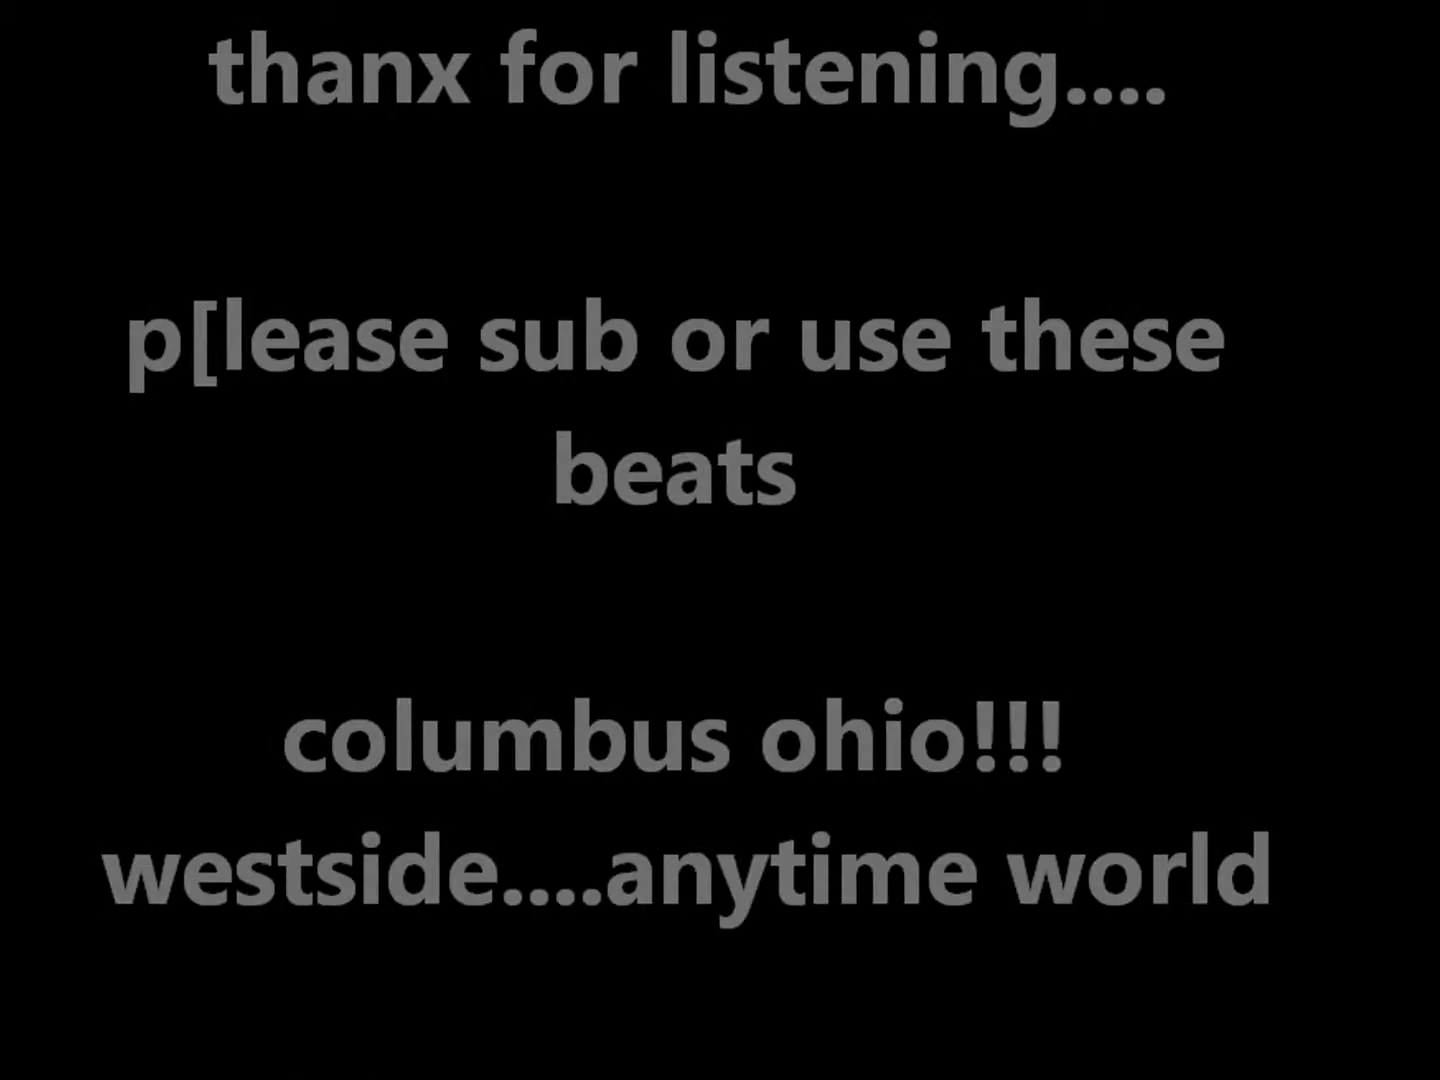 thanx for listening....
p[lease sub or use these
beats
columbus ohio!!!
westside....anytime world